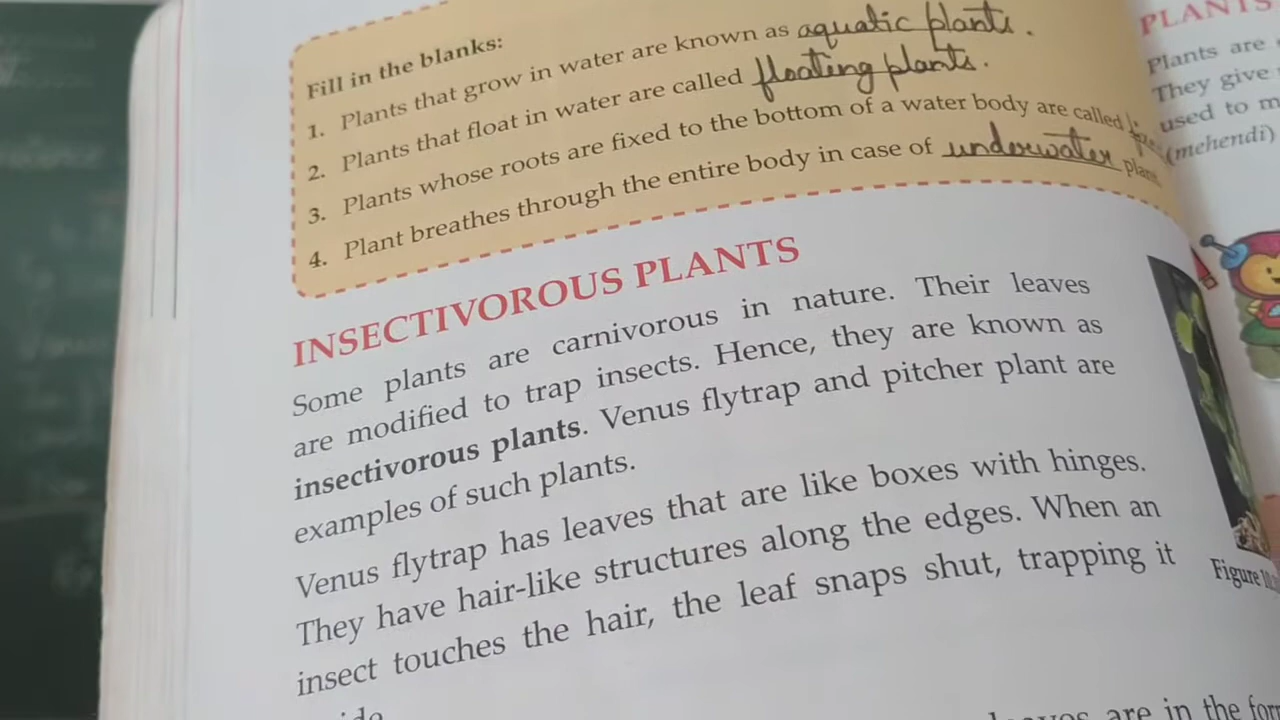 Fill in the blanks:
1. Plants that grow in water are known as aquatic plants.
2. Plants that float in water are called floating plants.
3. Plants whose roots are fixed to the bottom of a water body are called
4. Plant breathes through the entire body in case of underwater plant
INSECTIVOROUS PLANTS
Some plants are carnivorous in nature. Their leaves
are modified to trap insects. Hence, they are known as
insectivorous plants. Venus flytrap and pitcher plant are
examples of such plants.
Venus flytrap has leaves that are like boxes with hinges.
They have hair-like structures along the edges. When an
insect touches the hair, the leaf snaps shut, trapping it
are in the
Figure
PLANTS
Plants are
They give
used to
(mehendi)